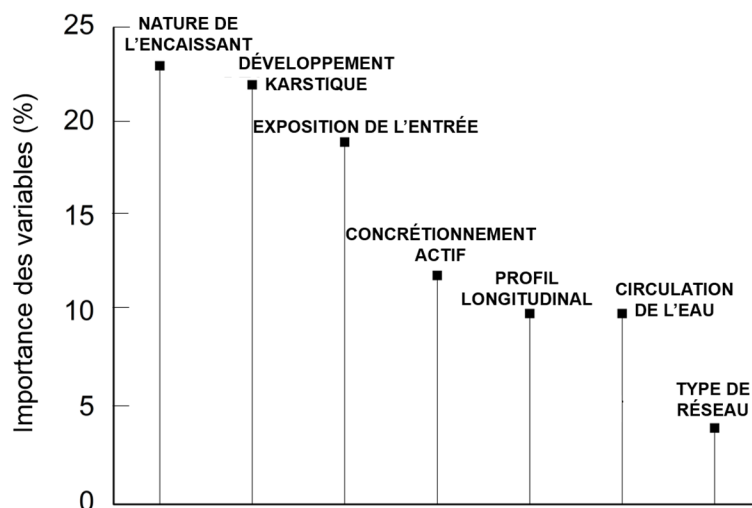 Importance des variables (%)
25
20
15
10
5
0
NATURE DE
L'ENCAISSANT
DÉVELOPPEMENT
KARSTIQUE
EXPOSITION DE L'ENTRÉE
CONCRÉTIONNEMENT
ACTIF
PROFIL
LONGITUDINAL
CIRCULATION
DE L'EAU
TYPE DE
RÉSEAU